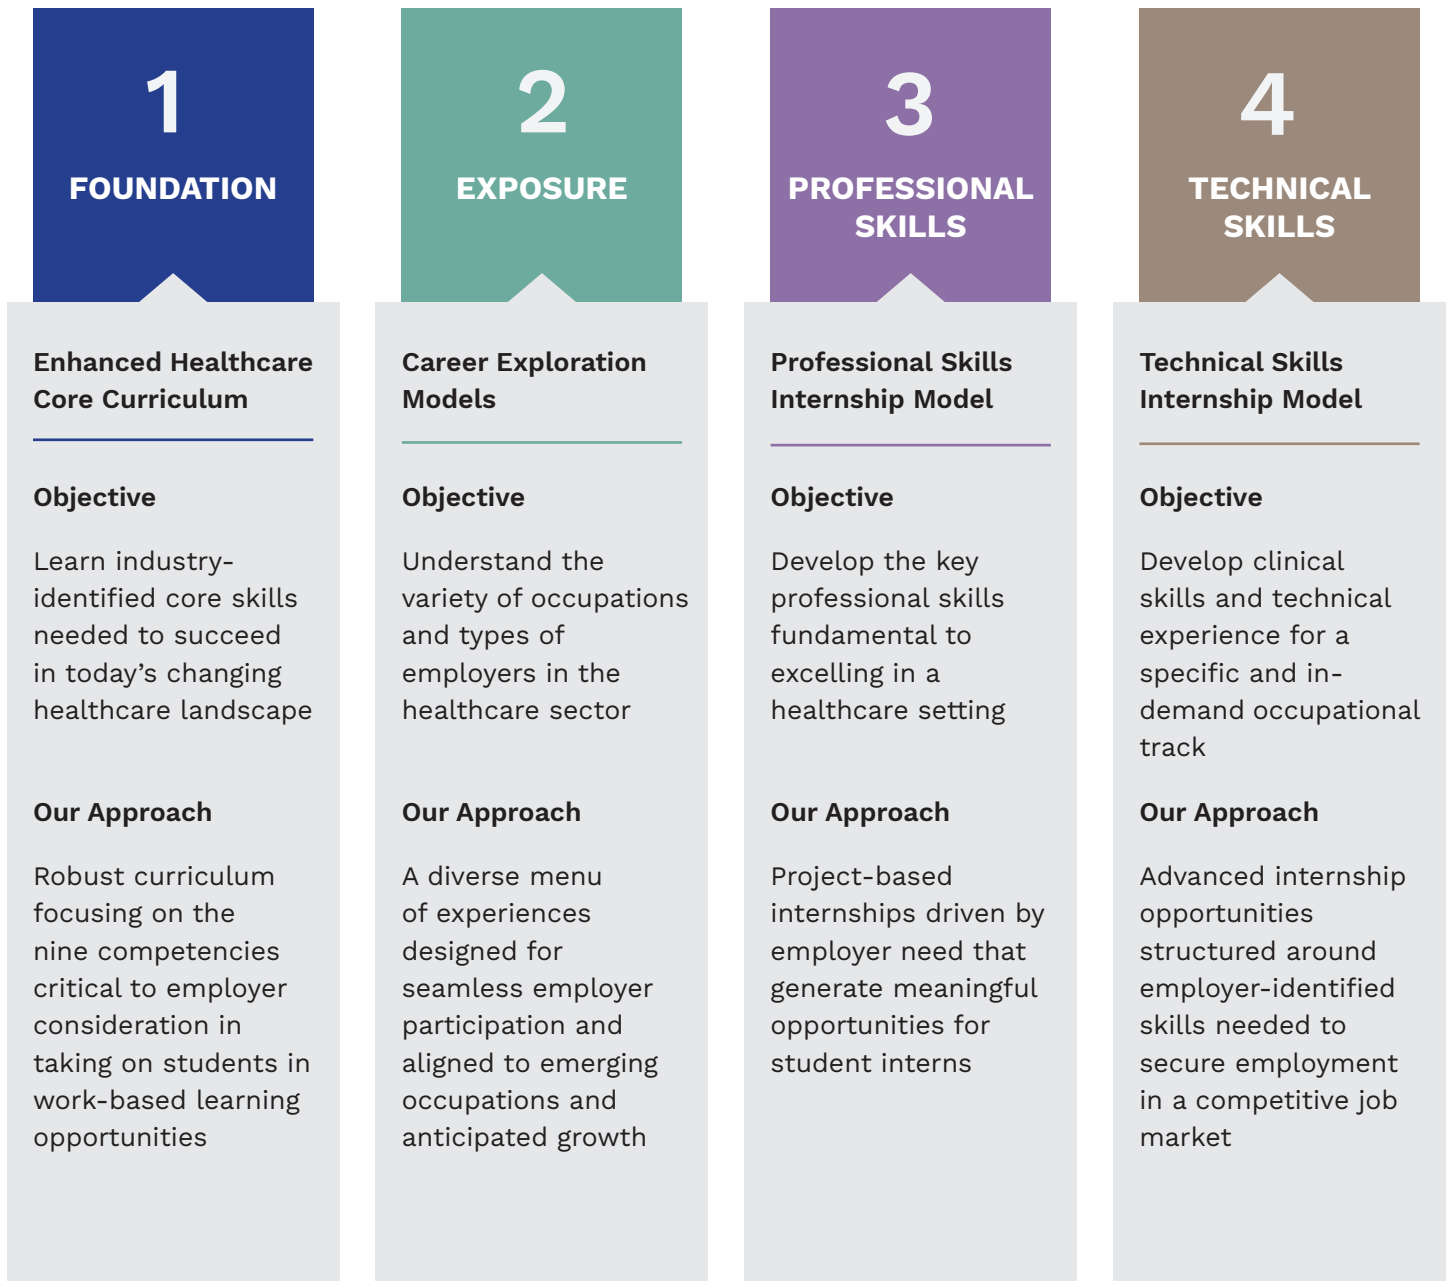 1
FOUNDATION
Enhanced Healthcare
Core Curriculum
Objective
Learn industry-
identified core skills
needed to succeed
in today’s changing
healthcare landscape
Our Approach
Robust curriculum
focusing on the
nine competencies
critical to employer
consideration in
taking on students in
work-based learning
opportunities
2
EXPOSURE
Career Exploration
Models
Objective
Understand the
variety of occupations
and types of
employers in the
healthcare sector
Our Approach
A diverse menu
of experiences
designed for
seamless employer
participation and
aligned to emerging
occupations and
anticipated growth
3
PROFESSIONAL
SKILLS
Professional Skills
Internship Model
Objective
Develop the key
professional skills
fundamental to
excelling in a
healthcare setting
Our Approach
Project-based
internships driven by
employer need that
generate meaningful
opportunities for
student interns
4
TECHNICAL
SKILLS
Technical Skills
Internship Model
Objective
Develop clinical
skills and technical
experience for a
specific and in-
demand occupational
track
Our Approach
Advanced internship
opportunities
structured around
employer-identified
skills needed to
secure employment
in a competitive job
market